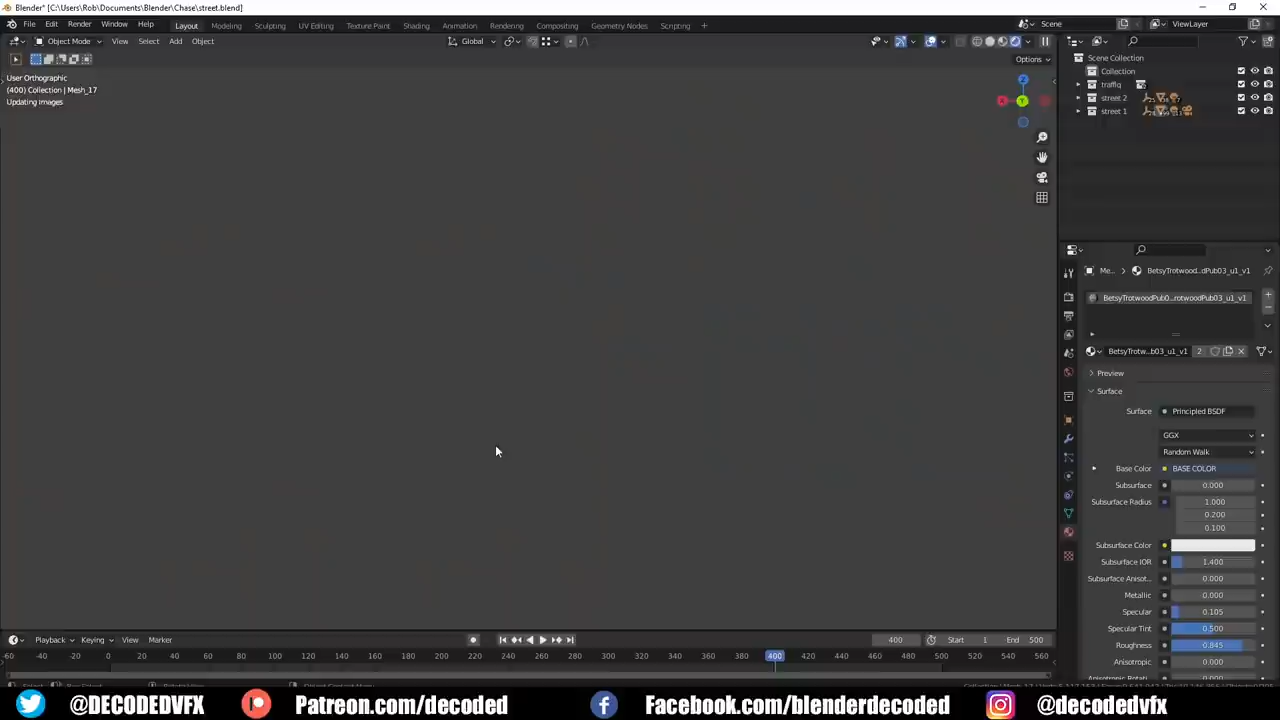 Blender* [C:\Users\Rob\Documents\Blender\Chase\street.blend]
File Edit Render Window Help Layout Modeling Sculpting UV Editing Texture Paint Shading Animation Rendering Compositing Geometry Nodes Scripting + Scene ViewLayer
Object Mode View Select Add Object Global
Options
User Orthographic
(400) Collection | Mesh_17
Updating Images
Z
X
Y
Scene Collection
Collection
traffiq
street 2
street 1
Me... > BetsyTrotwood...dPub03_u1_v1
BetsyTrotwoodPub0...rotwoodPub03_u1_v1
BetsyTrotw...b03_u1_v1 2
Preview
Surface
Surface Principled BSDF
GGX
Random Walk
Base Color BASE COLOR
Subsurface 0.000
Subsurface Radius 1.000
0.200
0.100
Subsurface Color
Subsurface IOR 1.400
Subsurface Anisot... 0.000
Metallic 0.000
Specular 0.105
Specular Tint 0.500
Roughness 0.845
Anisotropic 0.000
Playback Keying View Marker 400 Start 1 End 500
-60 -40 -20 0 20 40 60 80 100 120 140 160 180 200 220 240 260 280 300 320 340 360 380 400 420 440 460 480 500 520 540 560
@DECODEDVFX Patreon.com/decoded Facebook.com/blenderdecoded @decodedvfx